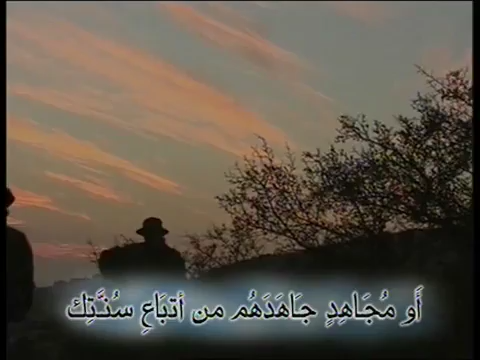 أَو مُجَاهِدٍ جَاهَدَهُم من أتبَاعِ سُنَّتِك